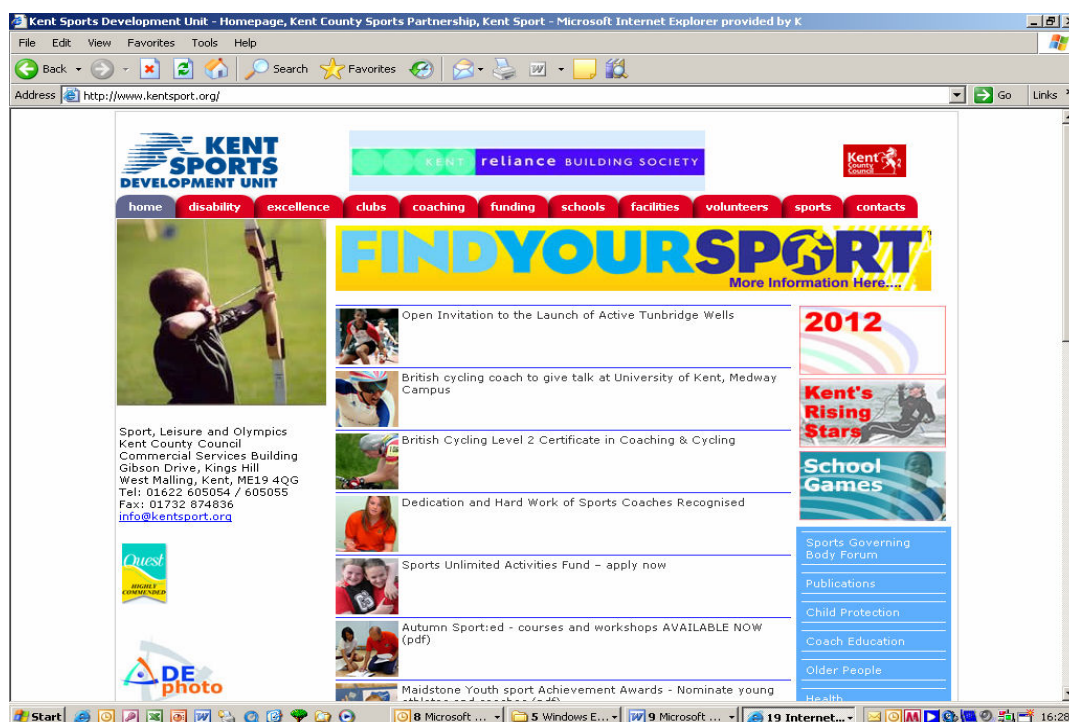 Kent Sports Development Unit - Homepage, Kent County Sports Partnership, Kent Sport - Microsoft Internet Explorer provided by K
File Edit View Favorites Tools Help
Back Search Favorites
Address http://www.kentsport.org/ Go Links
KENT
SPORTS
DEVELOPMENT UNIT
KENT reliance BUILDING SOCIETY
Kent
County
Council
home disability excellence clubs coaching funding schools facilities volunteers sports contacts
FINDYOURSPORT
More Information Here....
Open Invitation to the Launch of Active Tunbridge Wells
British cycling coach to give talk at University of Kent, Medway
Campus
British Cycling Level 2 Certificate in Coaching & Cycling
Dedication and Hard Work of Sports Coaches Recognised
Sports Unlimited Activities Fund – apply now
Autumn Sport:ed - courses and workshops AVAILABLE NOW
(pdf)
Maidstone Youth sport Achievement Awards - Nominate young
Sport, Leisure and Olympics
Kent County Council
Commercial Services Building
Gibson Drive, Kings Hill
West Malling, Kent, ME19 4QG
Tel: 01622 605054 / 605055
Fax: 01732 874836
info@kentsport.org
Quest
HIGHLY
COMMENDED
DE
photo
2012
Kent's
Rising
Stars
School
Games
Sports Governing
Body Forum
Publications
Child Protection
Coach Education
Older People
Health
Start 8 Microsoft ... 5 Windows E... 9 Microsoft ... 19 Internet... 16:28